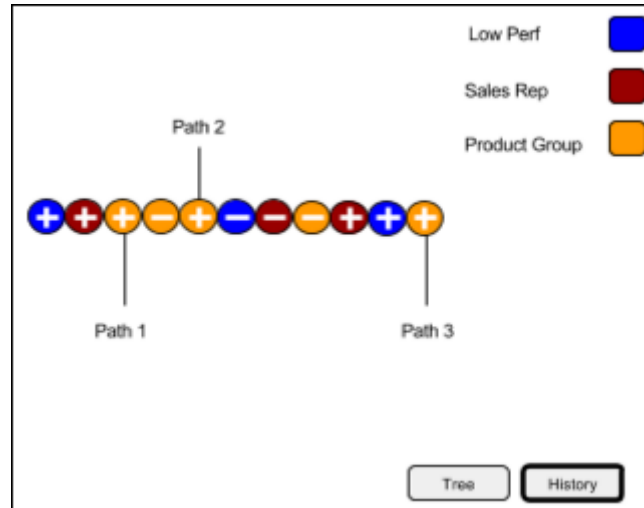 Low Perf
Sales Rep
Product Group
Path 2
Path 1
Path 3
Tree
History